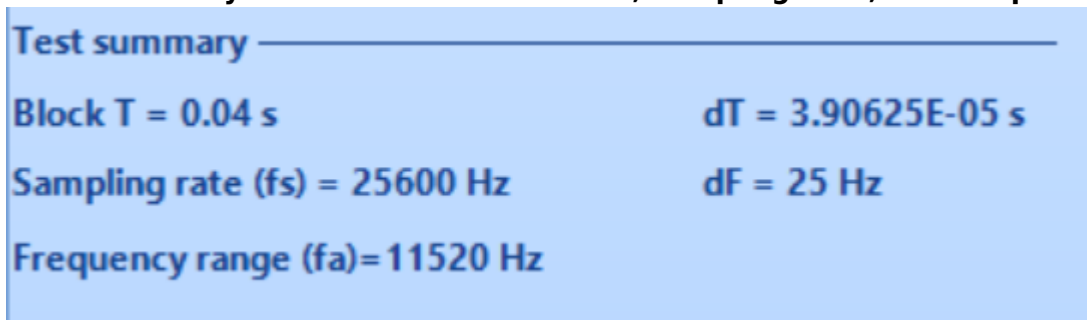 Test summary
Block T = 0.04 s dT = 3.90625E-05 s
Sampling rate (fs) = 25600 Hz dF = 25 Hz
Frequency range (fa)=11520 Hz